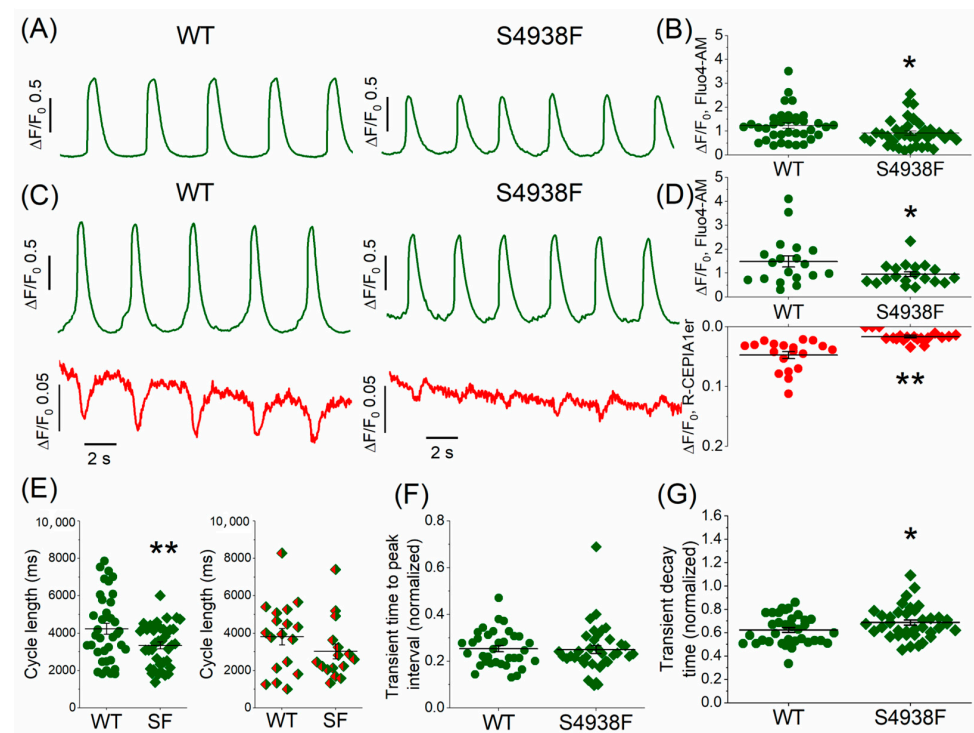 (A)
WT
S4938F
ΔF/F0 0.5
ΔF/F0 0.5
(B)
ΔF/F0, Fluo4-AM
5
4
3
2
1
0
*
WT
S4938F
(C)
WT
S4938F
ΔF/F0 0.5
ΔF/F0 0.5
ΔF/F0 0.05
ΔF/F0 0.05
2 s
2 s
(D)
ΔF/F0, Fluo4-AM
5
4
3
2
1
0
*
WT
S4938F
ΔF/F0, R-CEPIA1er
0.0
0.1
0.2
**
(E)
Cycle length (ms)
10,000
8000
6000
4000
2000
0
**
WT
SF
Cycle length (ms)
10,000
8000
6000
4000
2000
0
WT
SF
(F)
Transient time to peak
interval (normalized)
0.8
0.6
0.4
0.2
0.0
WT
S4938F
(G)
Transient decay
time (normalized)
1.6
1.4
1.2
1.0
0.8
0.6
0.4
0.2
0.0
*
WT
S4938F